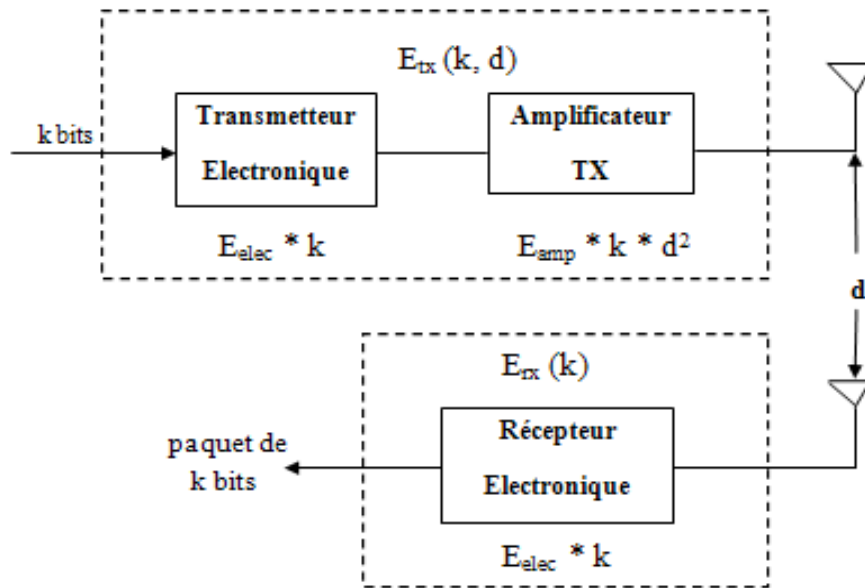 E_tx (k, d)
k bits
Transmetteur
Electronique
Amplificateur
TX
E_elec * k
E_amp * k * d²
d
E_rx (k)
Récepteur
Electronique
paquet de
k bits
E_elec * k